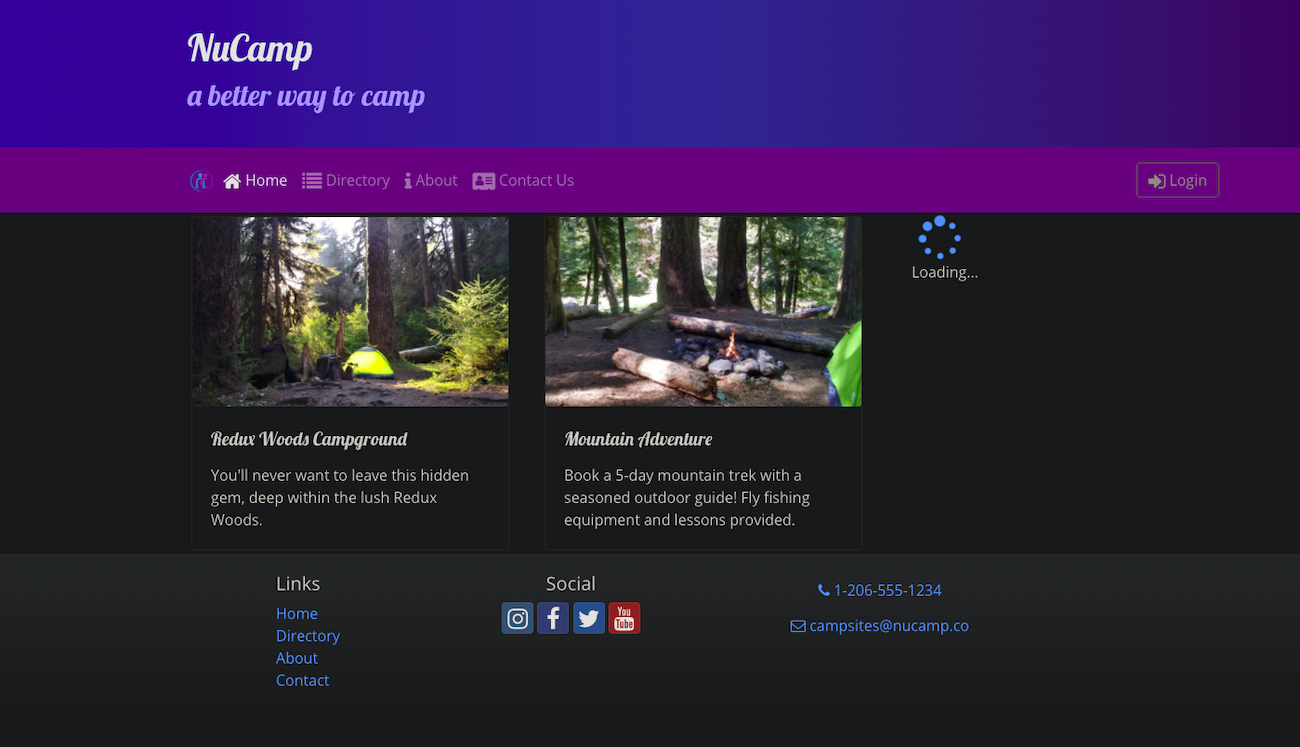 NuCamp
a better way to camp
Home Directory About Contact Us Login
Loading...
Redux Woods Campground
You'll never want to leave this hidden
gem, deep within the lush Redux
Woods.
Mountain Adventure
Book a 5-day mountain trek with a
seasoned outdoor guide! Fly fishing
equipment and lessons provided.
Links
Home
Directory
About
Contact
Social
You
Tube
1-206-555-1234
campsites@nucamp.co